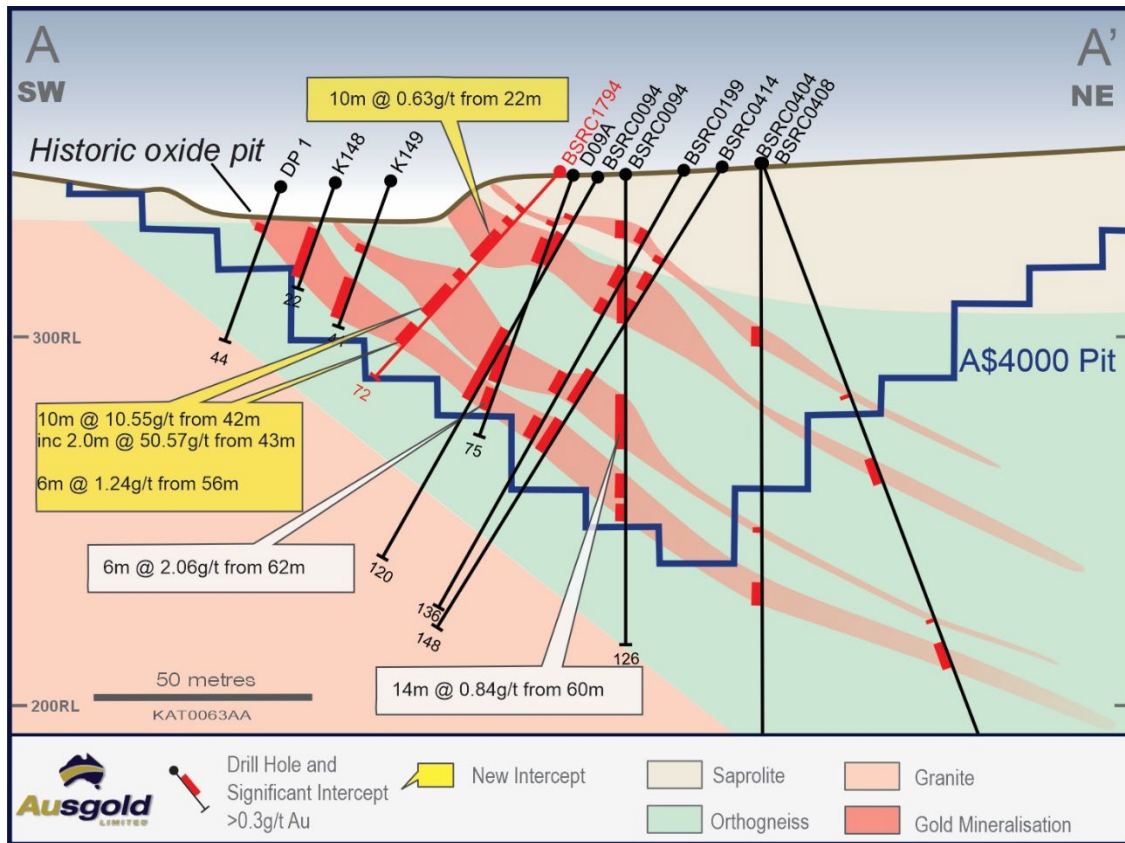 A
SW
A'
NE
10m @ 0.63g/t from 22m
Historic oxide pit
DP 1
K148
K149
BSRC1794
D09A
BSRC0094
BSRC0094
BSRC0199
BSRC0414
BSRC0404
BSRC0408
22
44
72
75
120
136
148
126
300RL
A$4000 Pit
10m @ 10.55g/t from 42m
inc 2.0m @ 50.57g/t from 43m
6m @ 1.24g/t from 56m
6m @ 2.06g/t from 62m
14m @ 0.84g/t from 60m
50 metres
KAT0063AA
200RL
Ausgold
LIMITED
Drill Hole and
Significant Intercept
>0.3g/t Au
New Intercept
Saprolite
Orthogneiss
Granite
Gold Mineralisation